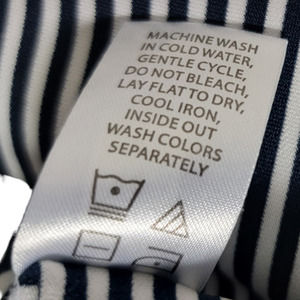 MACHINE WASH
IN COLD WATER,
GENTLE CYCLE,
DO NOT BLEACH,
LAY FLAT TO DRY,
COOL IRON,
INSIDE OUT
WASH COLORS
SEPARATELY